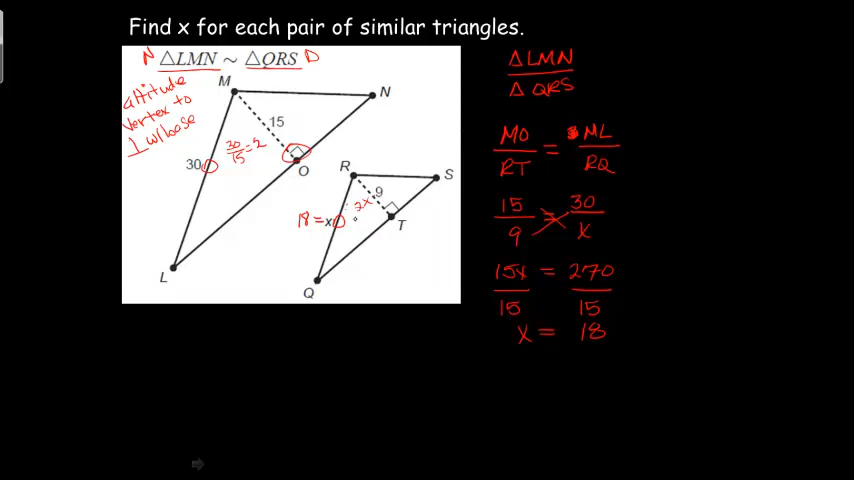 Find x for each pair of similar triangles.
N △LMN ~ △QRS D
altitude
vertex to
⊥ w/base
M
N
15
30
30/15 = 2
O
L
R
S
9
2x
18 = x
T
Q
△LMN
△QRS
MO/RT = ML/RQ
15/9 = 30/x
15x/15 = 270/15
x = 18